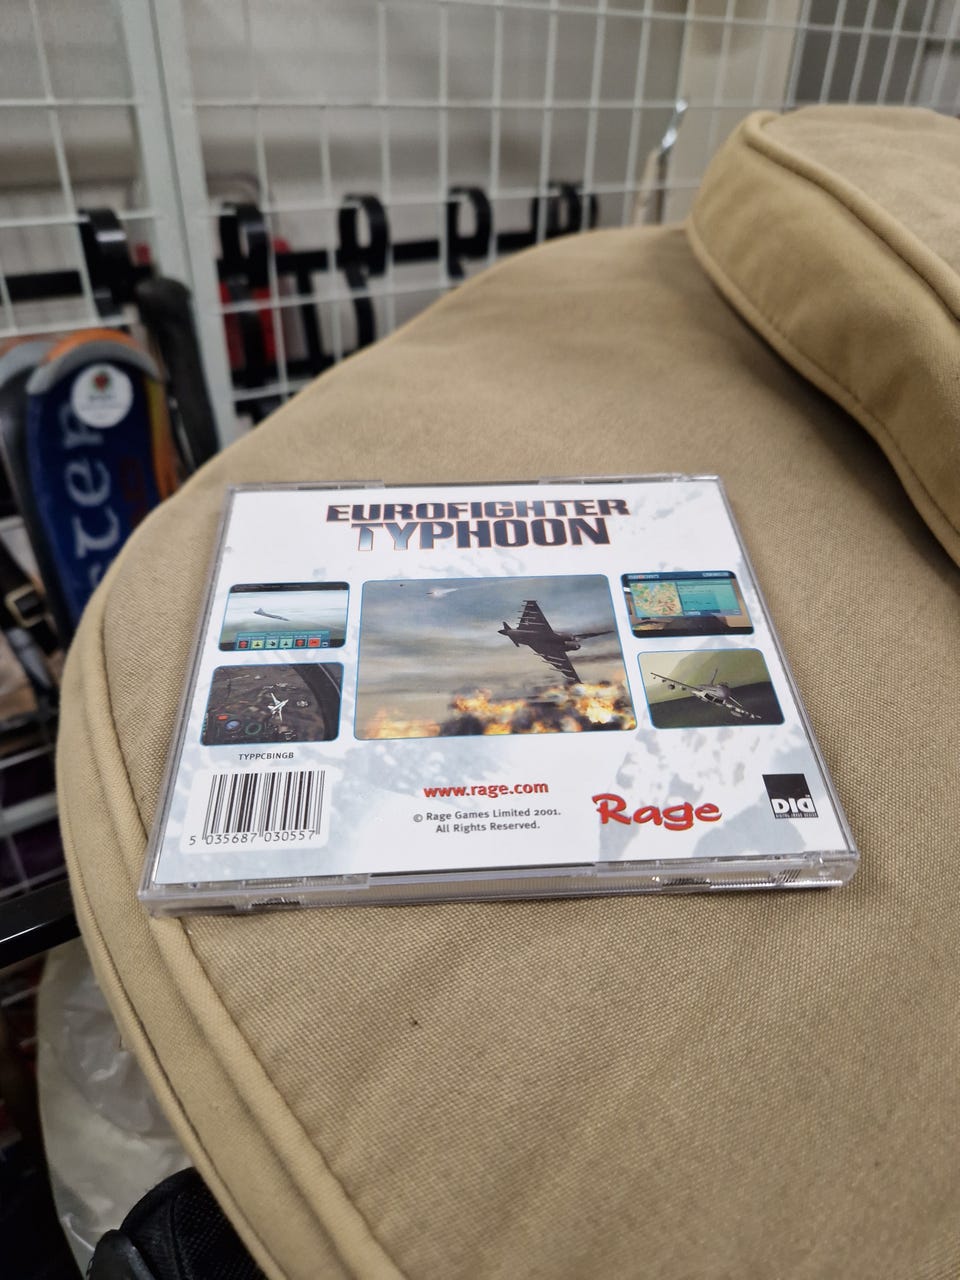 EUROFIGHTER
TYPHOON
TYPPCBINGB
5 035687 030557
www.rage.com
© Rage Games Limited 2001.
All Rights Reserved.
Rage
DID